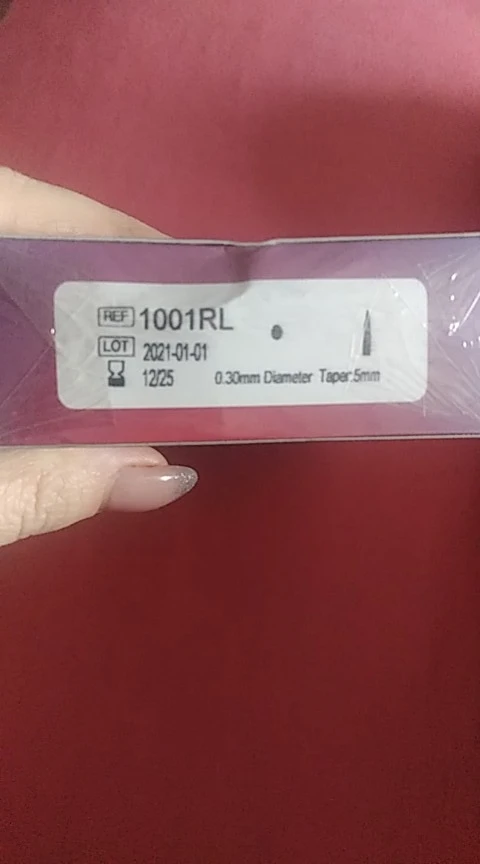 REF 1001RL
LOT 2021-01-01
12/25
0.30mm Diameter Taper:5mm